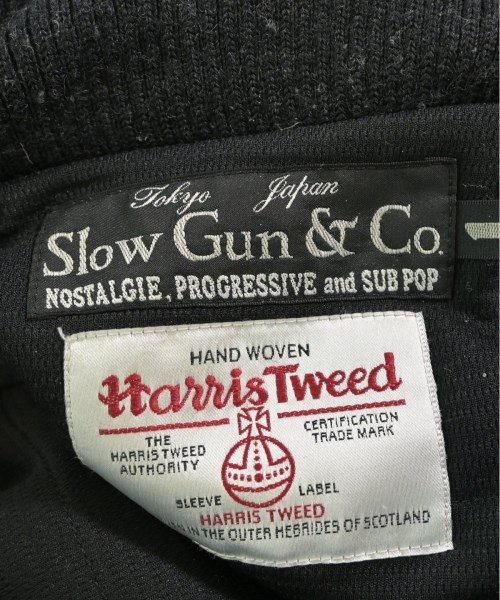 Tokyo Japan
Slow Gun & Co.
NOSTALGIE, PROGRESSIVE and SUB POP
1
HAND WOVEN
Harris Tweed
THE
HARRIS TWEED
AUTHORITY
CERTIFICATION
TRADE MARK
SLEEVE LABEL
HARRIS TWEED
IN THE OUTER HEBRIDES OF SCOTLAND